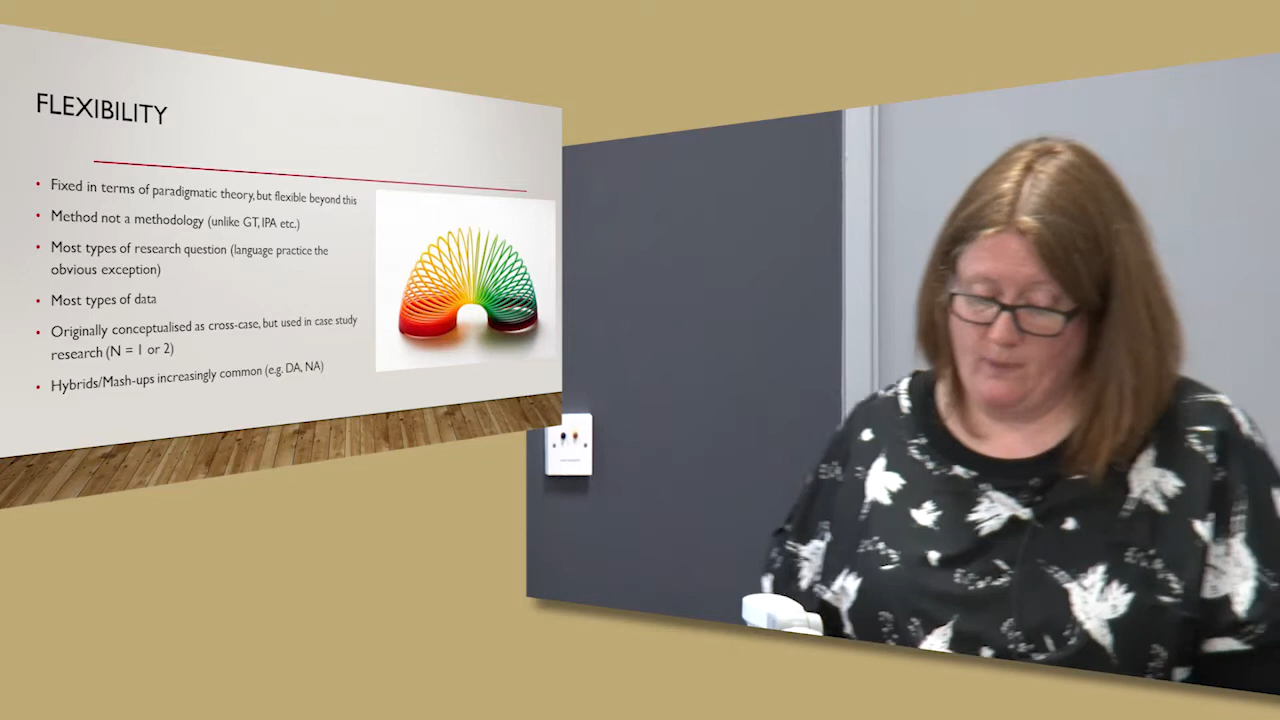 FLEXIBILITY
• Fixed in terms of paradigmatic theory, but flexible beyond this
• Method not a methodology (unlike GT, IPA etc.)
• Most types of research question (language practice the
obvious exception)
• Most types of data
• Originally conceptualised as cross-case, but used in case study
research (N = 1 or 2)
• Hybrids/Mash-ups increasingly common (e.g. DA, NA)